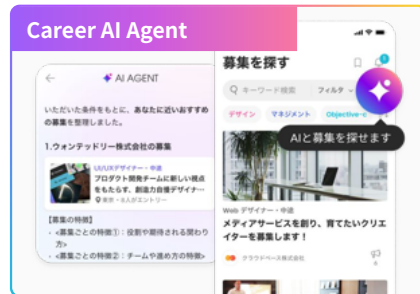 Career AI Agent
AI AGENT
いただいた条件をもとに、あなたに近いおすすめ
の募集を整理しました。
1.ウォンテッドリー株式会社の募集
UI/UXデザイナー・中途
プロダクト開発チームに新しい視点
をもたらす、創造力自慢デザイナ…
東京・8人がエントリー
【募集の特徴】
・<募集ごとの特徴①：役割や期待される関わり
方>
・<募集ごとの特徴②：チームや進め方の特徴>
募集を探す
キーワード検索
フィルタ
デザイン
マネジメント
Objective-c
AIと募集を探せます
Web デザイナー・中途
メディアサービスを創り、育てたいクリエ
イターを募集します！
クラウドベース株式会社